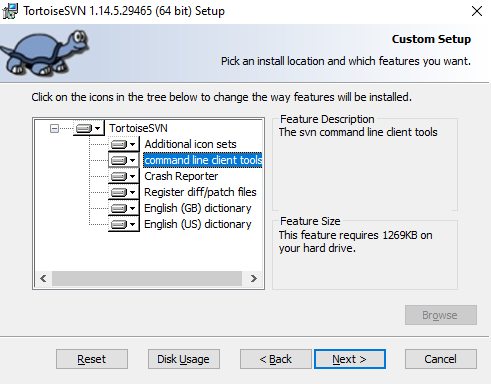 TortoiseSVN 1.14.5.29465 (64 bit) Setup
Custom Setup
Pick an install location and which features you want.
Click on the icons in the tree below to change the way features will be installed.
TortoiseSVN
Additional icon sets
command line client tools
Crash Reporter
Register diff/patch files
English (GB) dictionary
English (US) dictionary
Feature Description
The svn command line client tools
Feature Size
This feature requires 1269KB on
your hard drive.
Browse
Reset
Disk Usage
< Back
Next >
Cancel